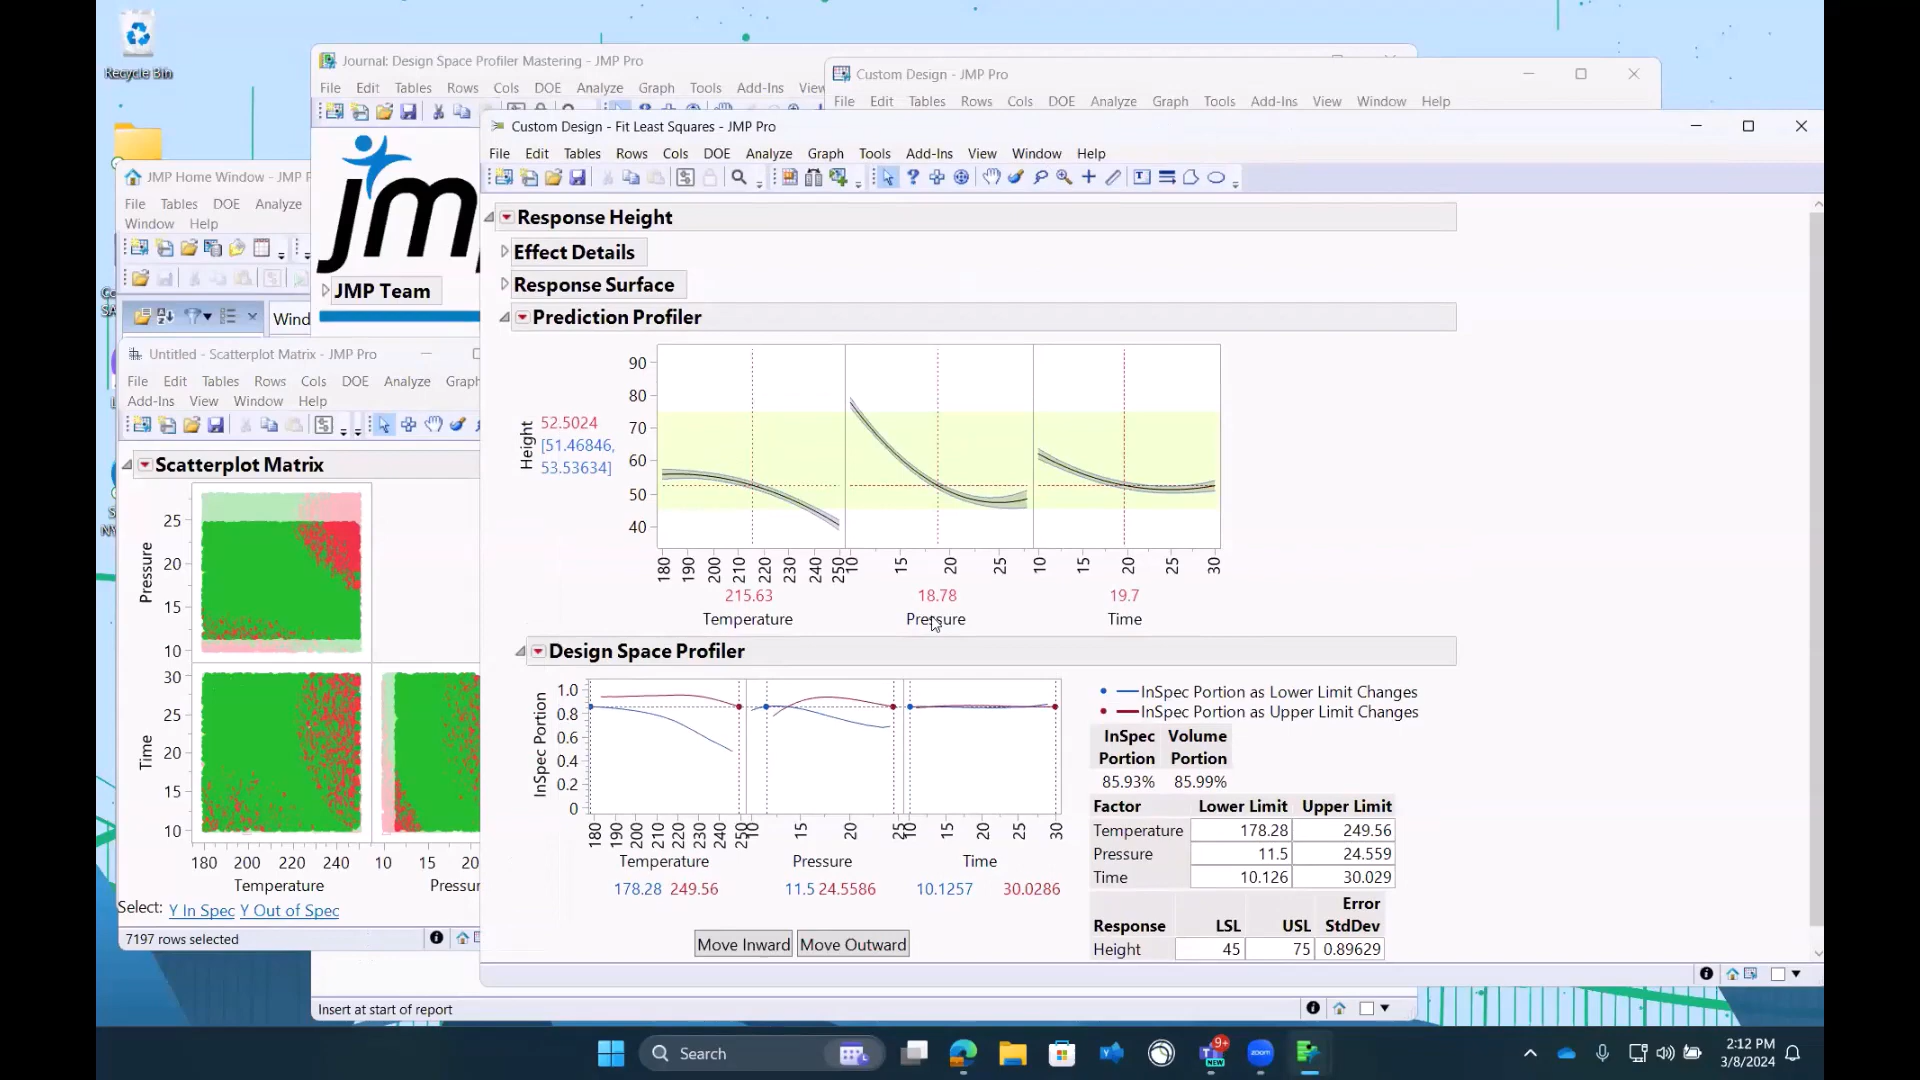 Recycle Bin
Journal: Design Space Profiler Mastering - JMP Pro
File Edit Tables Rows Cols DOE Analyze Graph Tools Add-Ins View
Custom Design - JMP Pro
File Edit Tables Rows Cols DOE Analyze Graph Tools Add-Ins View Window Help
Custom Design - Fit Least Squares - JMP Pro
File Edit Tables Rows Cols DOE Analyze Graph Tools Add-Ins View Window Help
JMP Home Window - JMP P
File Tables DOE Analyze
Window Help
Wind
jm
JMP Team
Untitled - Scatterplot Matrix - JMP Pro
File Edit Tables Rows Cols DOE Analyze Graph
Add-Ins View Window Help
Scatterplot Matrix
Pressure
25
20
15
10
Time
30
25
20
15
10
180 200 220 240 10 15 20
Temperature Pressur
Select: Y In Spec Y Out of Spec
7197 rows selected
Response Height
Effect Details
Response Surface
Prediction Profiler
Height
52.5024
[51.46846,
53.53634]
90
80
70
60
50
40
180 190 200 210 220 230 240 250 10 15 20 25 10 15 20 25 30
215.63 18.78 19.7
Temperature Pressure Time
Design Space Profiler
InSpec Portion
1.0
0.8
0.6
0.4
0.2
0
180 190 200 210 220 230 240 250 10 15 20 25 10 15 20 25 30
Temperature Pressure Time
178.28 249.56 11.5 24.5586 10.1257 30.0286
Move Inward Move Outward
InSpec Portion as Lower Limit Changes
InSpec Portion as Upper Limit Changes
InSpec Volume
Portion Portion
85.93% 85.99%
Factor Lower Limit Upper Limit
Temperature 178.28 249.56
Pressure 11.5 24.559
Time 10.126 30.029
Error
Response LSL USL StdDev
Height 45 75 0.89629
Insert at start of report
Search
9+
NEW
zoom
2:12 PM
3/8/2024